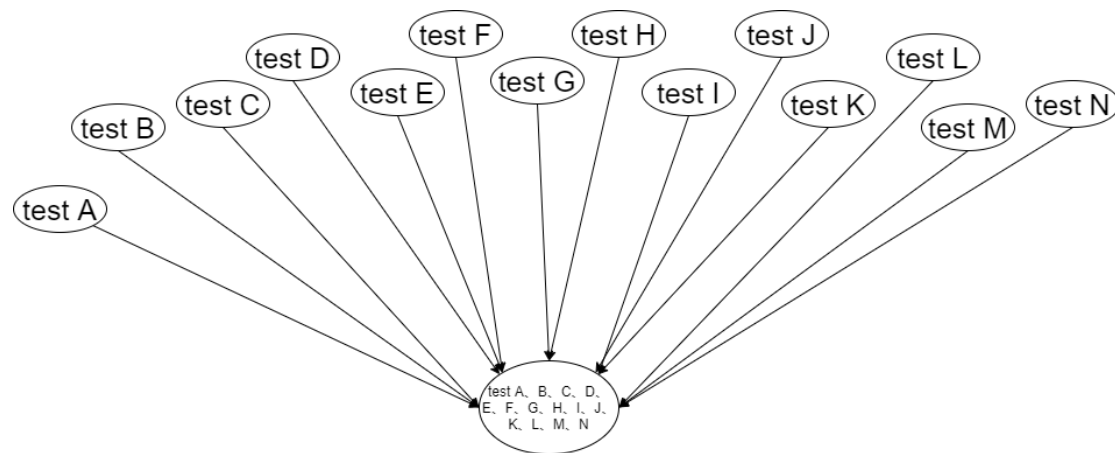 test A
test B
test C
test D
test E
test F
test G
test H
test I
test J
test K
test L
test M
test N
test A、B、C、D、
E、F、G、H、I、J、
K、L、M、N